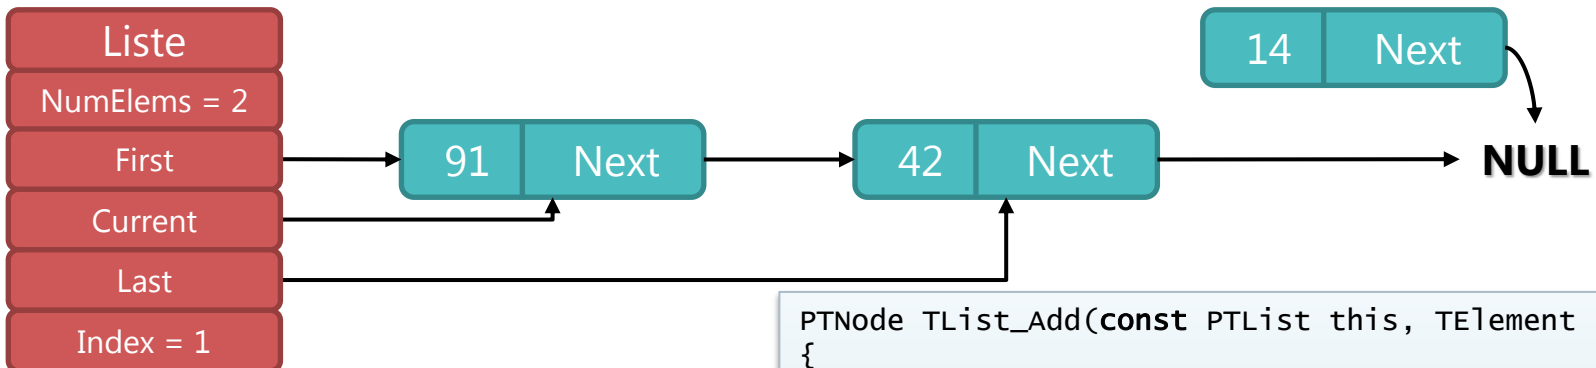 Liste
NumElems = 2
First
Current
Last
Index = 1
91 Next
42 Next
14 Next
NULL
PTNode TList_Add(const PTList this, TElement
{